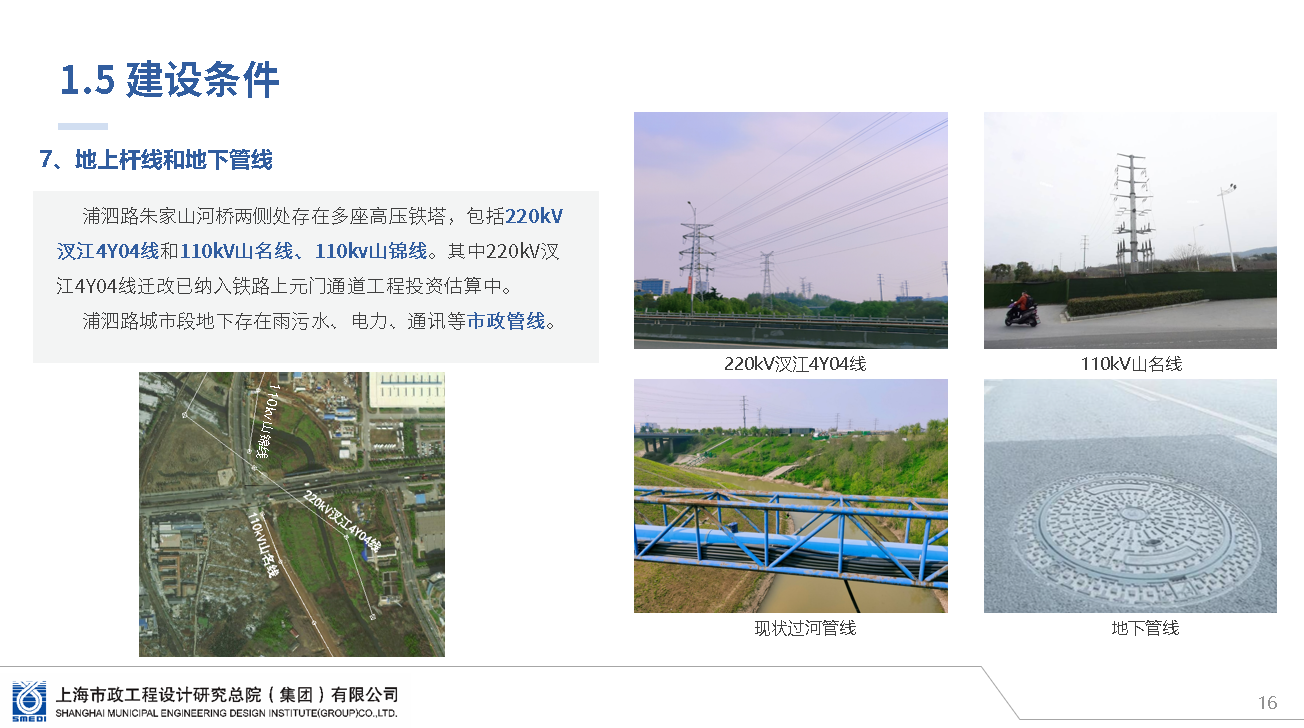 1.5 建设条件
7、地上杆线和地下管线
浦泗路朱家山河桥两侧处存在多座高压铁塔，包括220kV
汊江4Y04线和110kV山名线、110kv山锦线。其中220kV汊
江4Y04线迁改已纳入铁路上元门通道工程投资估算中。
浦泗路城市段地下存在雨污水、电力、通讯等市政管线。
110kv山锦线
220kV汊江4Y04线
110kV山名线
220kV汊江4Y04线
110kV山名线
现状过河管线
地下管线
SMEDI
上海市政工程设计研究总院（集团）有限公司
SHANGHAI MUNICIPAL ENGINEERING DESIGN INSTITUTE(GROUP)CO.,LTD.
16